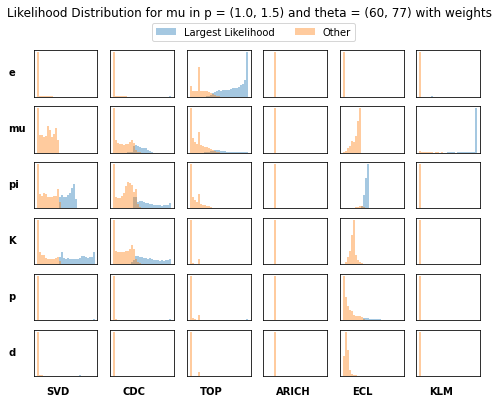 Likelihood Distribution for mu in p = (1.0, 1.5) and theta = (60, 77) with weights
Largest Likelihood Other
e
mu
pi
K
p
d
SVD CDC TOP ARICH ECL KLM